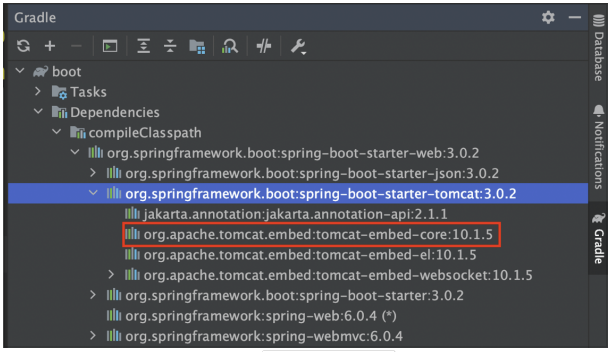 Gradle
boot
Tasks
Dependencies
compileClasspath
org.springframework.boot:spring-boot-starter-web:3.0.2
org.springframework.boot:spring-boot-starter-json:3.0.2
org.springframework.boot:spring-boot-starter-tomcat:3.0.2
jakarta.annotation:jakarta.annotation-api:2.1.1
org.apache.tomcat.embed:tomcat-embed-core:10.1.5
org.apache.tomcat.embed:tomcat-embed-el:10.1.5
org.apache.tomcat.embed:tomcat-embed-websocket:10.1.5
org.springframework.boot:spring-boot-starter:3.0.2
org.springframework:spring-web:6.0.4 (*)
org.springframework:spring-webmvc:6.0.4
Database
Notifications
Gradle